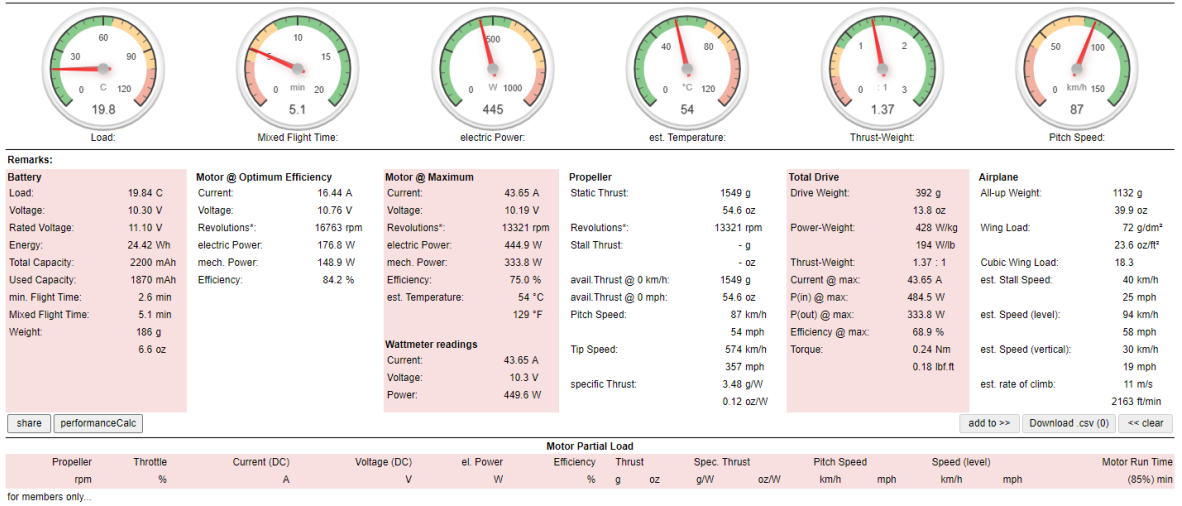 30 60 90 0 C 120 19.8
5 10 15 0 min 20 5.1
500 0 W 1000 445
40 80 0 °C 120 54
1 2 0 : 1 3 1.37
50 100 0 km/h 150 87
Load: Mixed Flight Time: electric Power: est. Temperature: Thrust-Weight: Pitch Speed:
Remarks:
Battery
Load: 19.84 C
Voltage: 10.30 V
Rated Voltage: 11.10 V
Energy: 24.42 Wh
Total Capacity: 2200 mAh
Used Capacity: 1870 mAh
min. Flight Time: 2.6 min
Mixed Flight Time: 5.1 min
Weight: 186 g
6.6 oz
Motor @ Optimum Efficiency
Current: 16.44 A
Voltage: 10.76 V
Revolutions*: 16763 rpm
electric Power: 176.8 W
mech. Power: 148.9 W
Efficiency: 84.2 %
Motor @ Maximum
Current: 43.65 A
Voltage: 10.19 V
Revolutions*: 13321 rpm
electric Power: 444.9 W
mech. Power: 333.8 W
Efficiency: 75.0 %
est. Temperature: 54 °C
129 °F
Wattmeter readings
Current: 43.65 A
Voltage: 10.3 V
Power: 449.6 W
Propeller
Static Thrust: 1549 g
54.6 oz
Revolutions*: 13321 rpm
Stall Thrust: - g
- oz
avail.Thrust @ 0 km/h: 1549 g
avail.Thrust @ 0 mph: 54.6 oz
Pitch Speed: 87 km/h
54 mph
Tip Speed: 574 km/h
357 mph
specific Thrust: 3.48 g/W
0.12 oz/W
Total Drive
Drive Weight: 392 g
13.8 oz
Power-Weight: 428 W/kg
194 W/lb
Thrust-Weight: 1.37 : 1
Current @ max: 43.65 A
P(in) @ max: 484.5 W
P(out) @ max: 333.8 W
Efficiency @ max: 68.9 %
Torque: 0.24 Nm
0.18 lbf.ft
Airplane
All-up Weight: 1132 g
39.9 oz
Wing Load: 72 g/dm²
23.6 oz/ft²
Cubic Wing Load: 18.3
est. Stall Speed: 40 km/h
25 mph
est. Speed (level): 94 km/h
58 mph
est. Speed (vertical): 30 km/h
19 mph
est. rate of climb: 11 m/s
2163 ft/min
share performanceCalc add to >> Download .csv (0) << clear
Motor Partial Load
Propeller Throttle Current (DC) Voltage (DC) el. Power Efficiency Thrust Spec. Thrust Pitch Speed Speed (level) Motor Run Time
rpm % A V W % g oz g/W oz/W km/h mph km/h mph (85%) min
for members only...